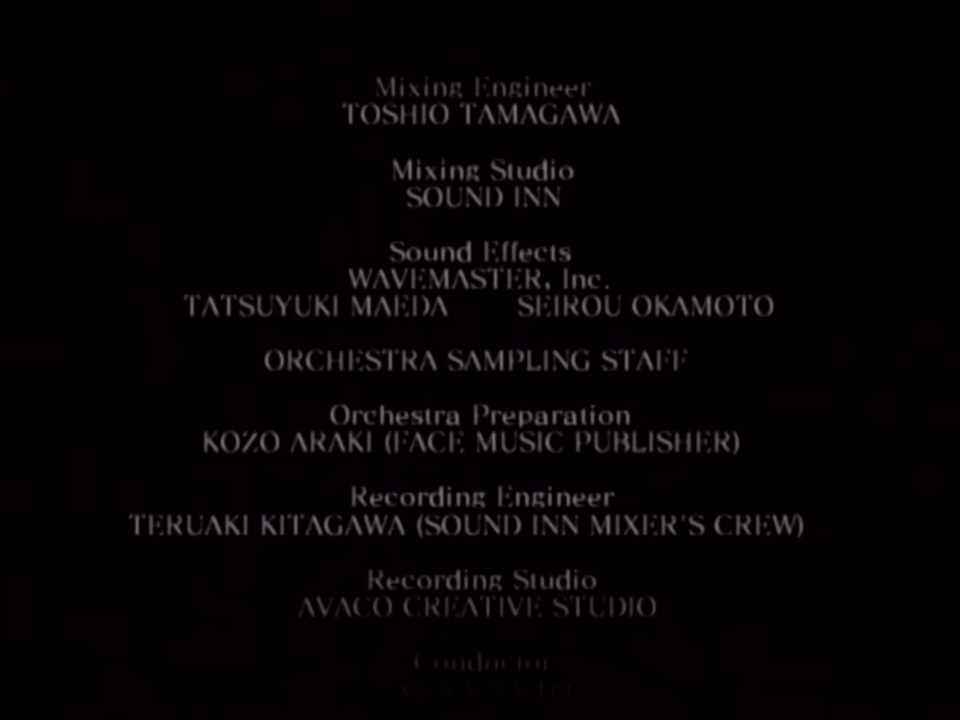 Mixing Engineer
TOSHIO TAMAGAWA
Mixing Studio
SOUND INN
Sound Effects
WAVEMASTER, Inc.
TATSUYUKI MAEDA SEIROU OKAMOTO
ORCHESTRA SAMPLING STAFF
Orchestra Preparation
KOZO ARAKI (FACE MUSIC PUBLISHER)
Recording Engineer
TERUAKI KITAGAWA (SOUND INN MIXER'S CREW)
Recording Studio
AVACO CREATIVE STUDIO
Conductor